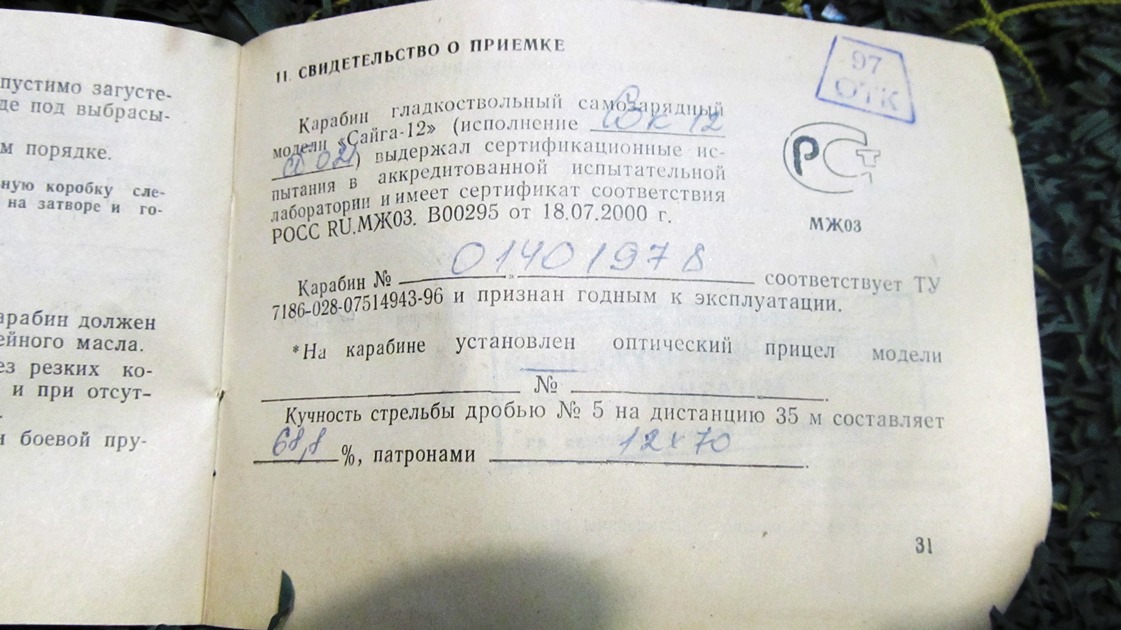 пустимо загусте-
де под выбрасы-
м порядке.
ную коробку сле-
на затворе и го-
арабин должен
ейного масла.
ез резких ко-
и при отсут-
и боевой пру-
11. СВИДЕТЕЛЬСТВО О ПРИЕМКЕ
97
ОТК
Карабин гладкоствольный самозарядный
модели «Сайга-12» (исполнение 12
021) выдержал сертификационные ис-
пытания в аккредитованной испытательной
лаборатории и имеет сертификат соответствия
РОСС RU.МЖ03. В00295 от 18.07.2000 г.
РСТ
МЖ03
Карабин № 01401978 соответствует ТУ
7186-028-07514943-96 и признан годным к эксплуатации.
*На карабине установлен оптический прицел модели
— №
Кучность стрельбы дробью № 5 на дистанцию 35 м составляет
68,8 %, патронами 12х70.
31